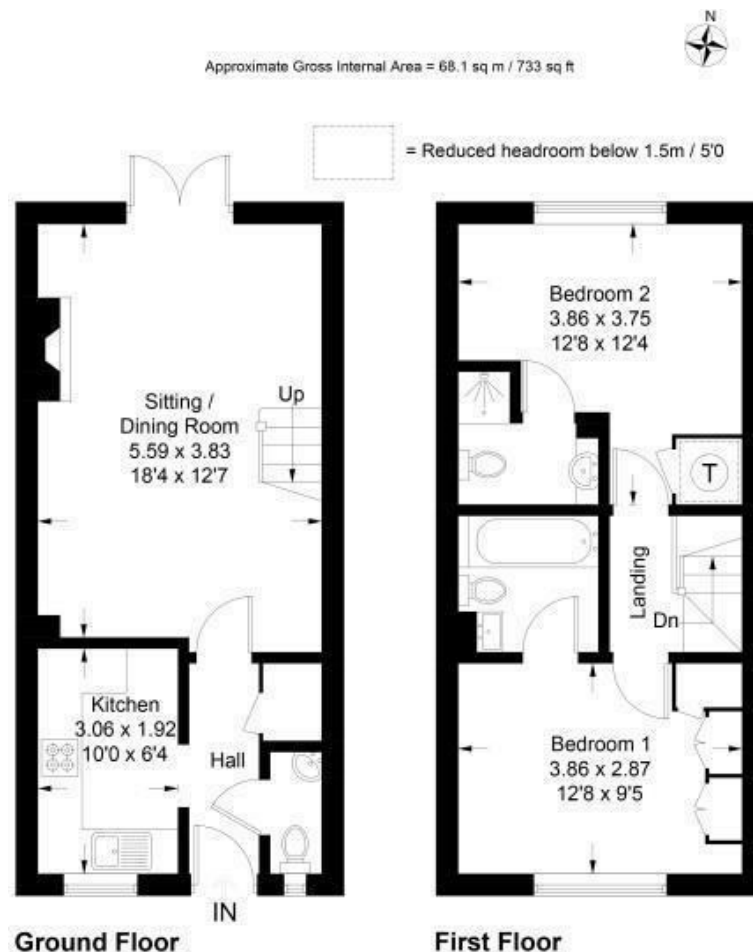 N
Approximate Gross Internal Area = 68.1 sq m / 733 sq ft
= Reduced headroom below 1.5m / 5'0
Sitting /
Dining Room
5.59 x 3.83
18'4 x 12'7
Up
Kitchen
3.06 x 1.92
10'0 x 6'4
Hall
IN
Ground Floor
Bedroom 2
3.86 x 3.75
12'8 x 12'4
T
Landing
Dn
Bedroom 1
3.86 x 2.87
12'8 x 9'5
First Floor